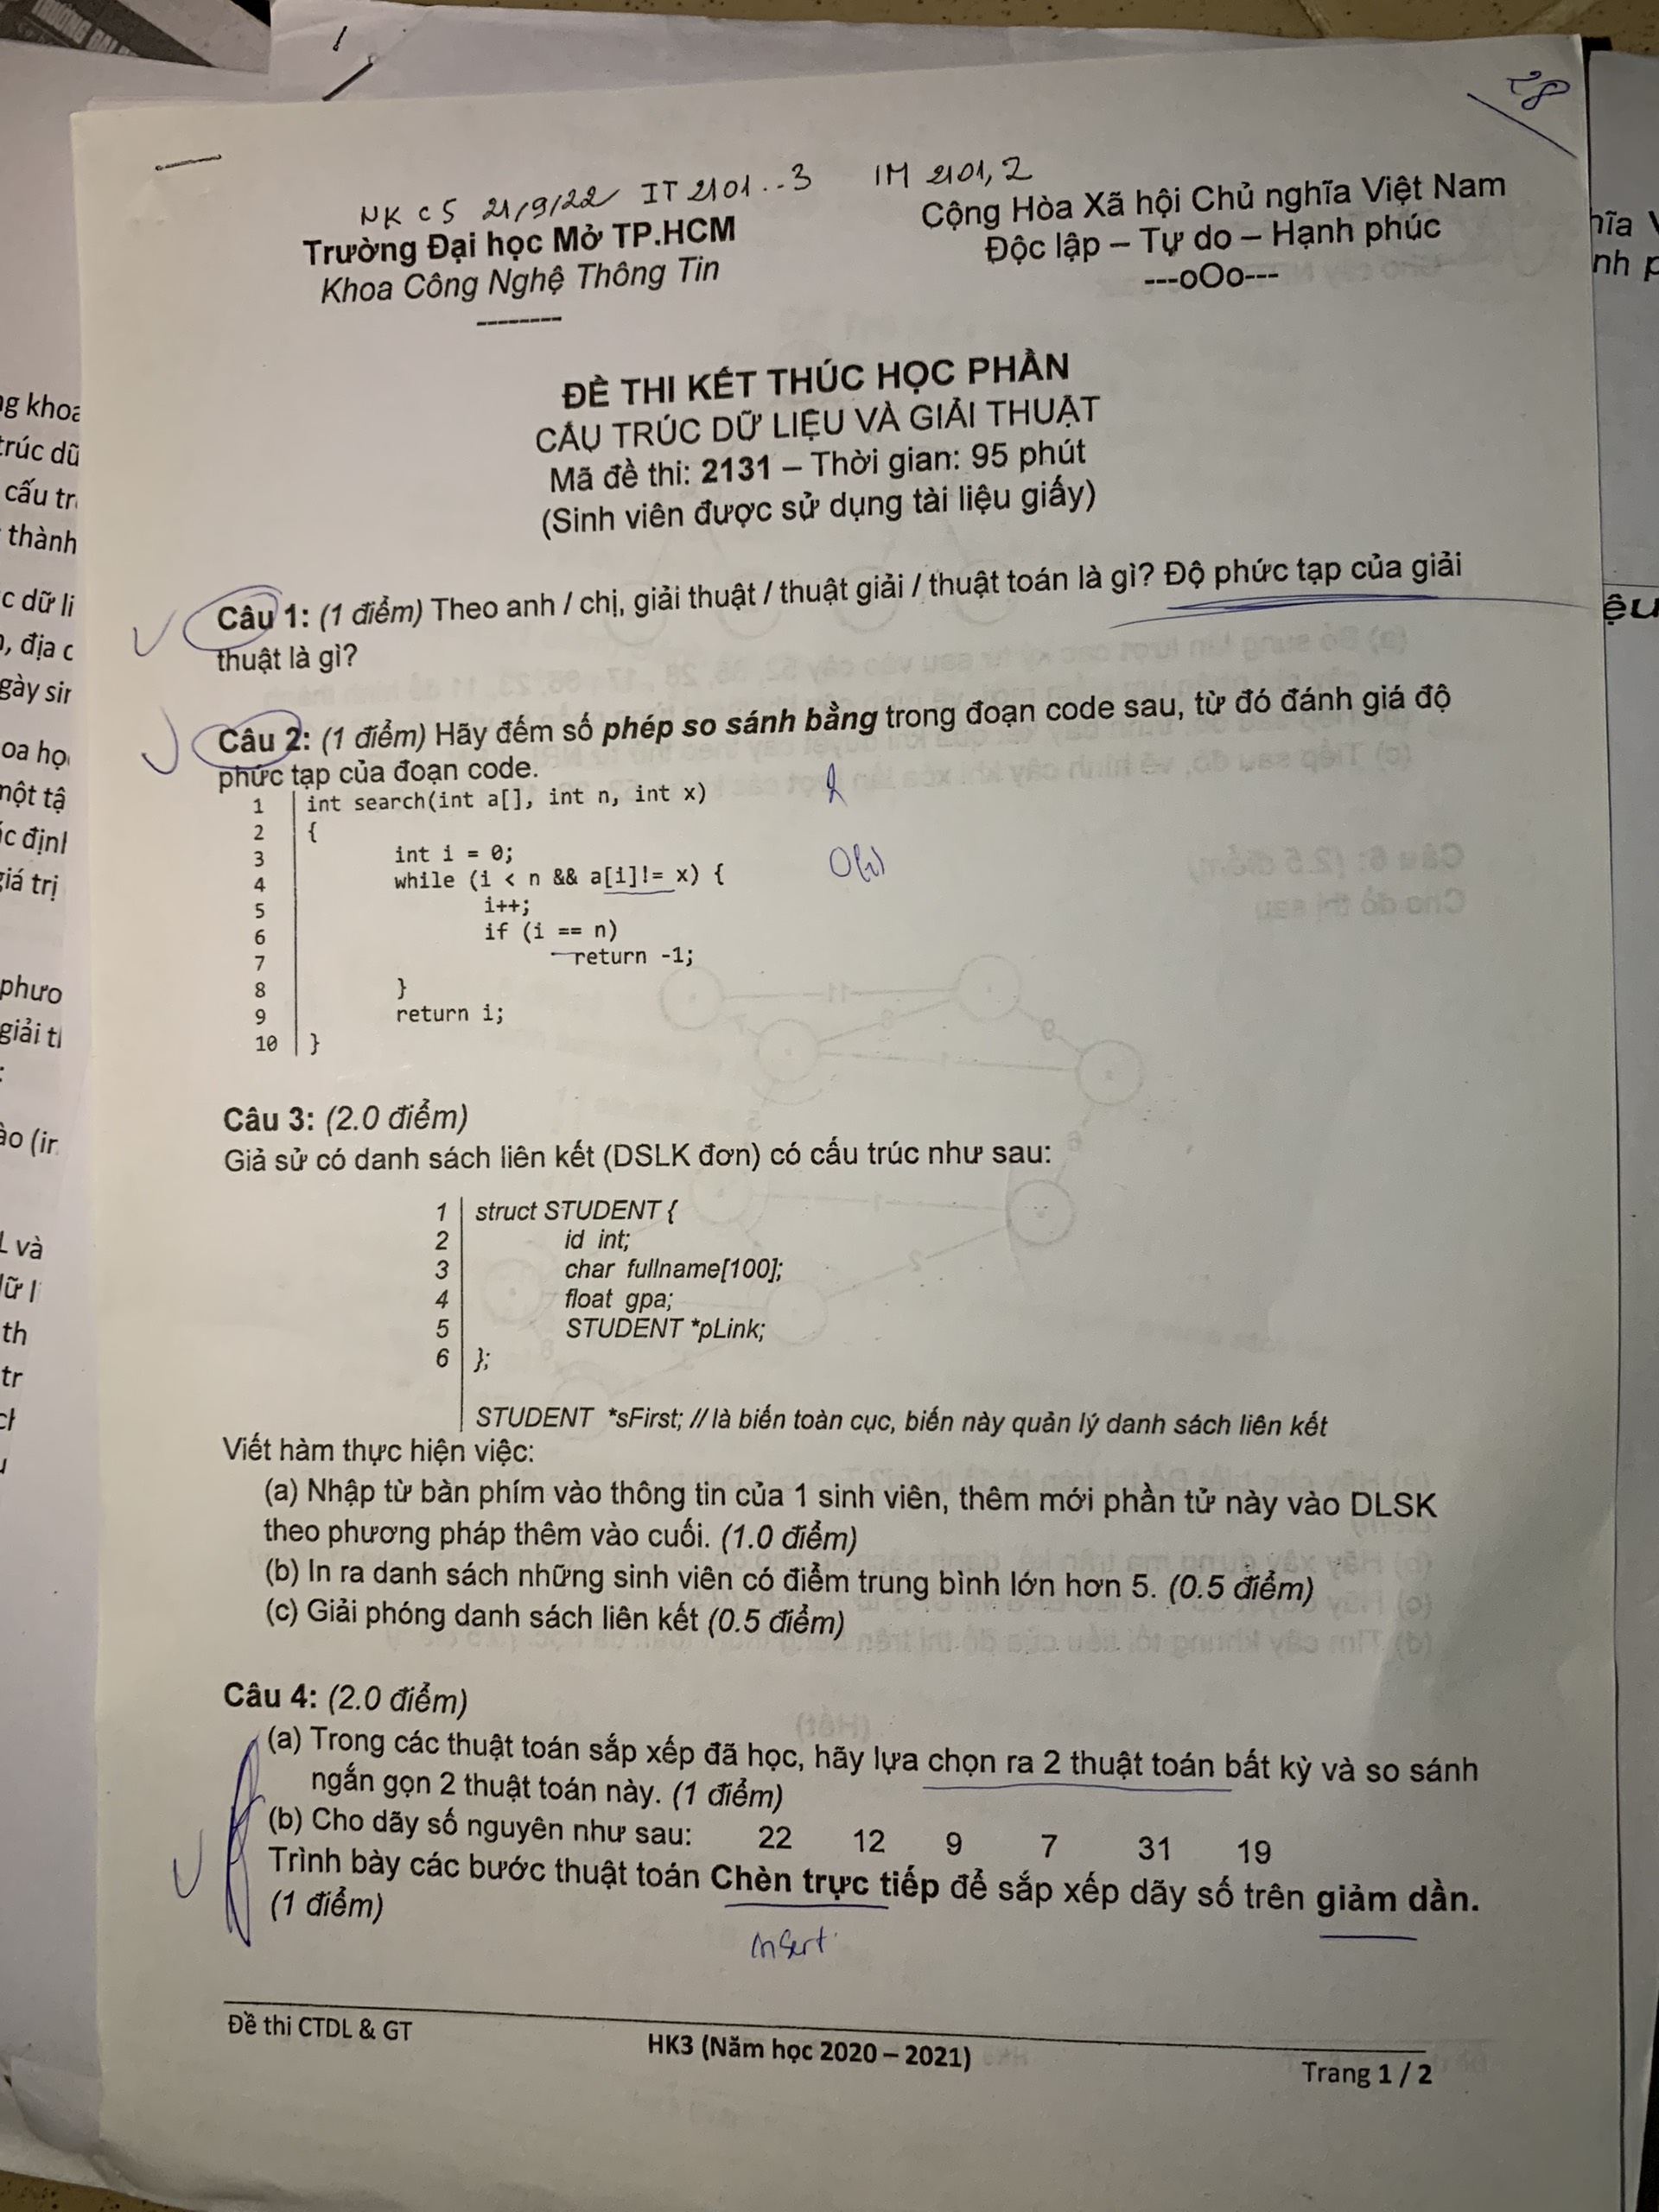 NK C5 21/9/22 IT 2101..3 IM 2101,2
28
Trường Đại học Mở TP.HCM
Khoa Công Nghệ Thông Tin
--------
Cộng Hòa Xã hội Chủ nghĩa Việt Nam
Độc lập – Tự do – Hạnh phúc
---oOo---
ĐỀ THI KẾT THÚC HỌC PHẦN
CẤU TRÚC DỮ LIỆU VÀ GIẢI THUẬT
Mã đề thi: 2131 – Thời gian: 95 phút
(Sinh viên được sử dụng tài liệu giấy)
Câu 1: (1 điểm) Theo anh / chị, giải thuật / thuật giải / thuật toán là gì? Độ phức tạp của giải
thuật là gì?
Câu 2: (1 điểm) Hãy đếm số phép so sánh bằng trong đoạn code sau, từ đó đánh giá độ
phức tạp của đoạn code.
1 int search(int a[], int n, int x)
2 {
3 int i = 0;
4 while (i < n && a[i]!= x) {
5 i++;
6 if (i == n)
7 return -1;
8 }
9 return i;
10 }
Câu 3: (2.0 điểm)
Giả sử có danh sách liên kết (DSLK đơn) có cấu trúc như sau:
1 struct STUDENT {
2 id int;
3 char fullname[100];
4 float gpa;
5 STUDENT *pLink;
6 };
STUDENT *sFirst; // là biến toàn cục, biến này quản lý danh sách liên kết
Viết hàm thực hiện việc:
(a) Nhập từ bàn phím vào thông tin của 1 sinh viên, thêm mới phần tử này vào DLSK
theo phương pháp thêm vào cuối. (1.0 điểm)
(b) In ra danh sách những sinh viên có điểm trung bình lớn hơn 5. (0.5 điểm)
(c) Giải phóng danh sách liên kết (0.5 điểm)
Câu 4: (2.0 điểm)
(a) Trong các thuật toán sắp xếp đã học, hãy lựa chọn ra 2 thuật toán bất kỳ và so sánh
ngắn gọn 2 thuật toán này. (1 điểm)
(b) Cho dãy số nguyên như sau: 22 12 9 7 31 19
Trình bày các bước thuật toán Chèn trực tiếp để sắp xếp dãy số trên giảm dần.
(1 điểm)
insert
Đề thi CTDL & GT
HK3 (Năm học 2020 – 2021)
Trang 1 / 2